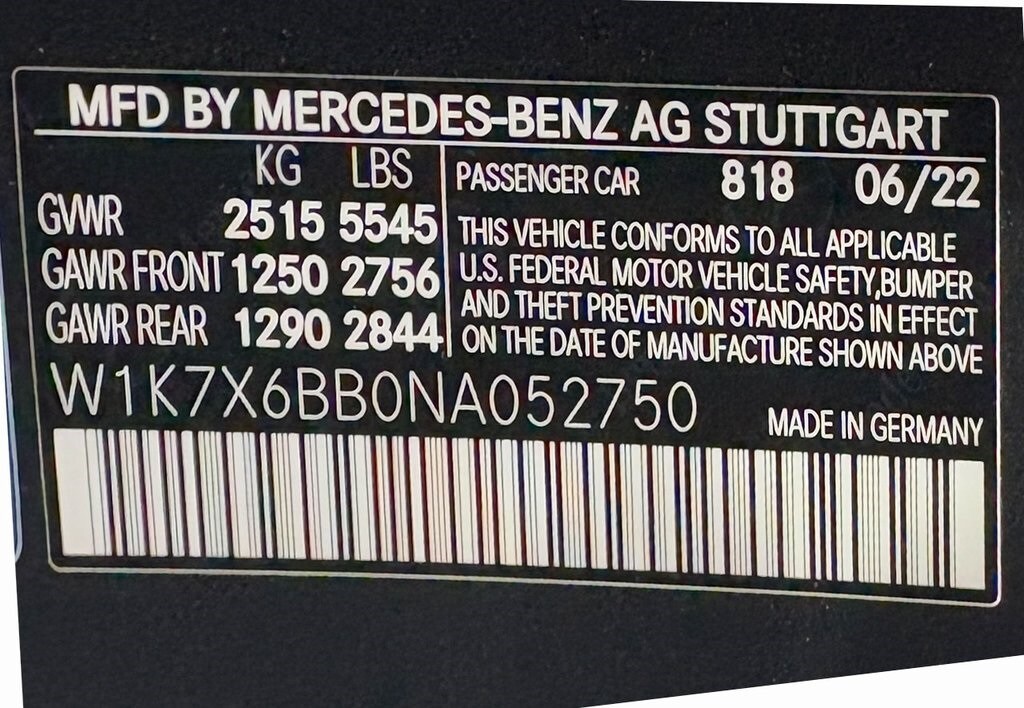 MFD BY MERCEDES-BENZ AG STUTTGART
KG LBS
GVWR 2515 5545
GAWR FRONT 1250 2756
GAWR REAR 1290 2844
PASSENGER CAR 818 06/22
THIS VEHICLE CONFORMS TO ALL APPLICABLE
U.S. FEDERAL MOTOR VEHICLE SAFETY,BUMPER
AND THEFT PREVENTION STANDARDS IN EFFECT
ON THE DATE OF MANUFACTURE SHOWN ABOVE
W1K7X6BB0NA052750
MADE IN GERMANY